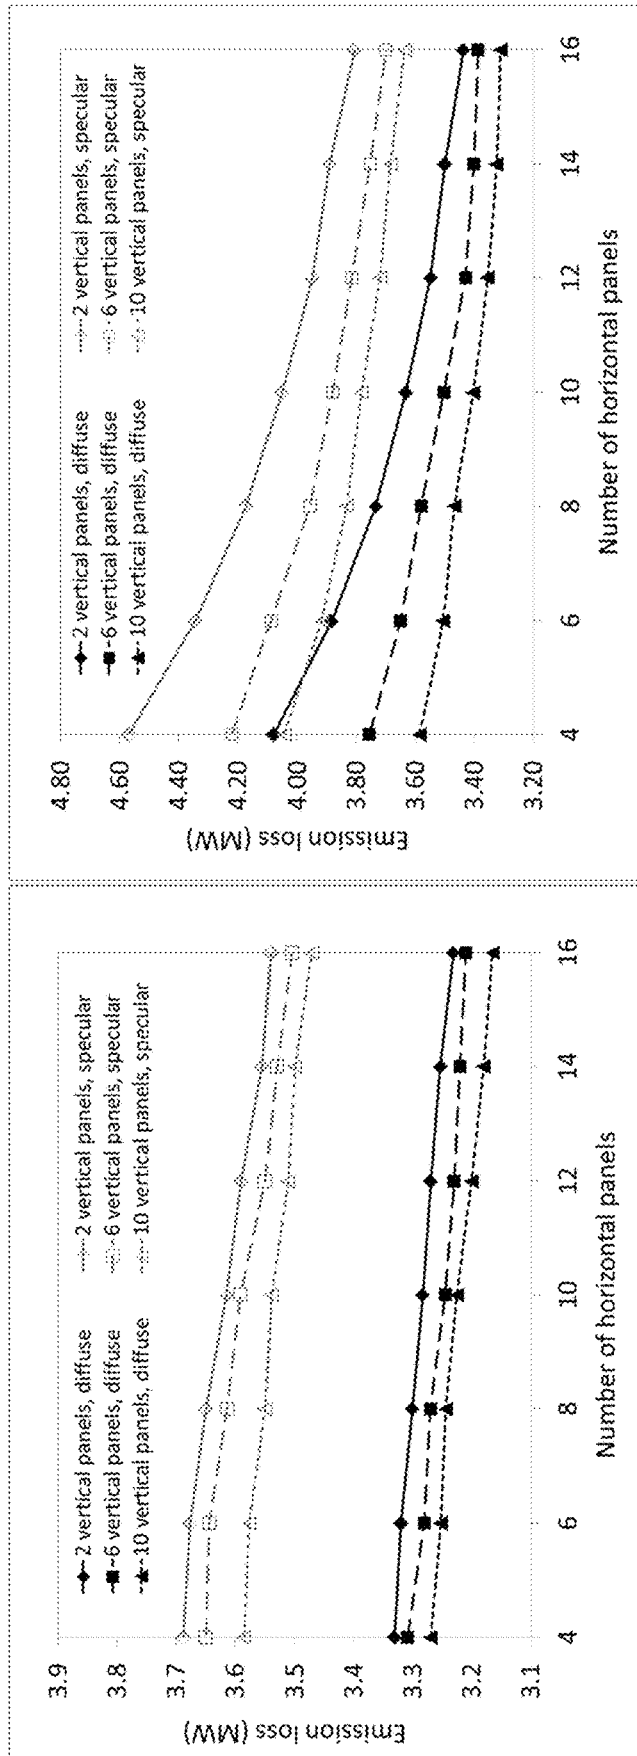 3.9
3.8
3.7
3.6
3.5
3.4
3.3
3.2
3.1
Emission loss (MW)
2 vertical panels, diffuse
6 vertical panels, diffuse
10 vertical panels, diffuse
2 vertical panels, specular
6 vertical panels, specular
10 vertical panels, specular
4 6 8 10 12 14 16
Number of horizontal panels
4.80
4.60
4.40
4.20
4.00
3.80
3.60
3.40
3.20
Emission loss (MW)
2 vertical panels, diffuse
6 vertical panels, diffuse
10 vertical panels, diffuse
2 vertical panels, specular
6 vertical panels, specular
10 vertical panels, specular
4 6 8 10 12 14 16
Number of horizontal panels